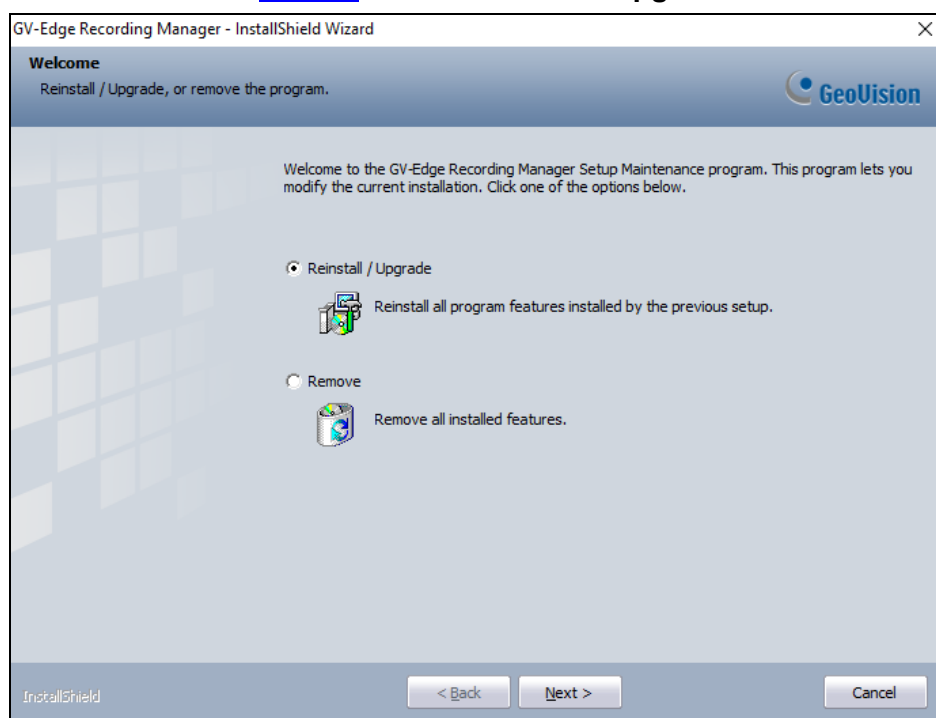 GV-Edge Recording Manager - InstallShield Wizard
Welcome
Reinstall / Upgrade, or remove the program.
GeoVision
Welcome to the GV-Edge Recording Manager Setup Maintenance program. This program lets you
modify the current installation. Click one of the options below.
Reinstall / Upgrade
Reinstall all program features installed by the previous setup.
Remove
Remove all installed features.
InstallShield
< Back
Next >
Cancel